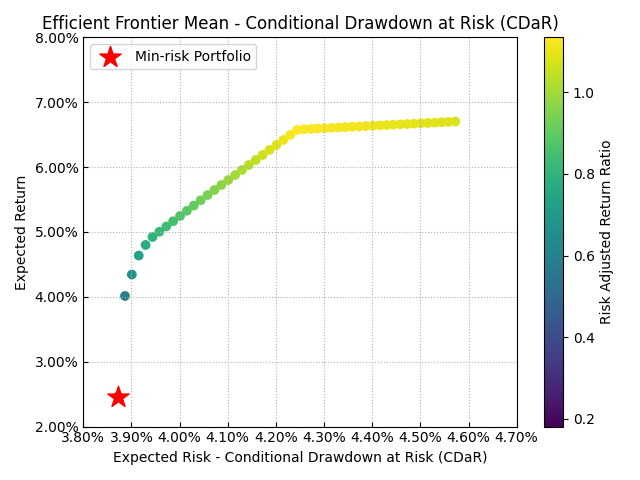 Efficient Frontier Mean - Conditional Drawdown at Risk (CDaR)
8.00%
7.00%
6.00%
5.00%
4.00%
3.00%
2.00%
Expected Return
Min-risk Portfolio
3.80% 3.90% 4.00% 4.10% 4.20% 4.30% 4.40% 4.50% 4.60% 4.70%
Expected Risk - Conditional Drawdown at Risk (CDaR)
1.0
0.8
0.6
0.4
0.2
Risk Adjusted Return Ratio